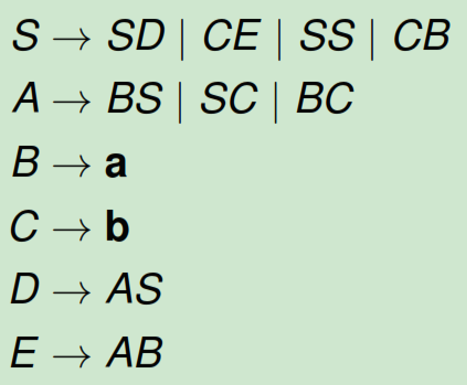 S → SD | CE | SS | CB
A → BS | SC | BC
B → a
C → b
D → AS
E → AB